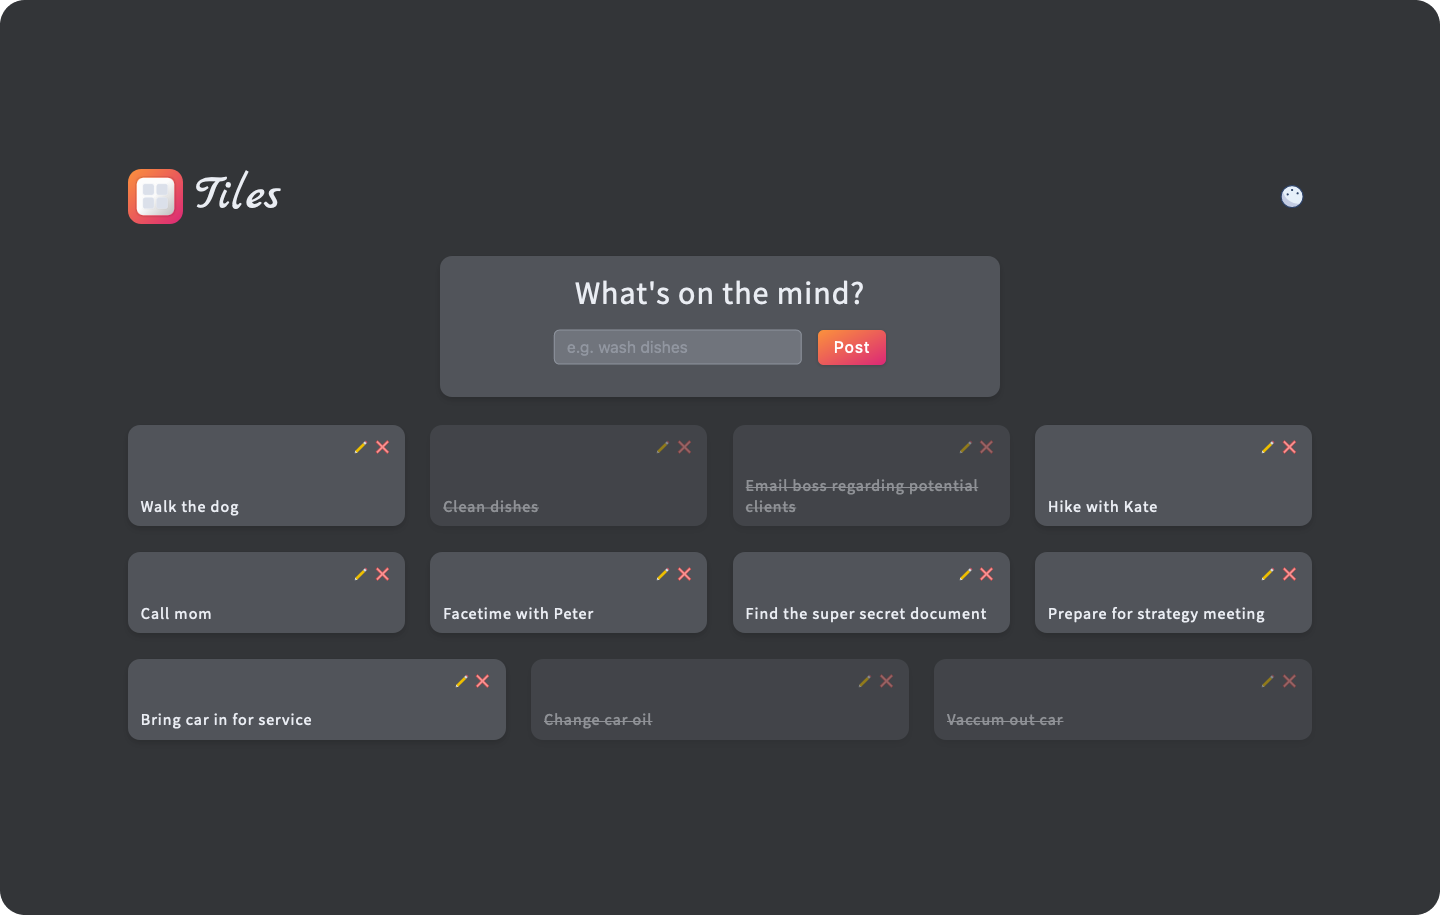 Tiles
What's on the mind?
e.g. wash dishes
Post
Walk the dog
Clean dishes
Email boss regarding potential
clients
Hike with Kate
Call mom
Facetime with Peter
Find the super secret document
Prepare for strategy meeting
Bring car in for service
Change car oil
Vaccum out car